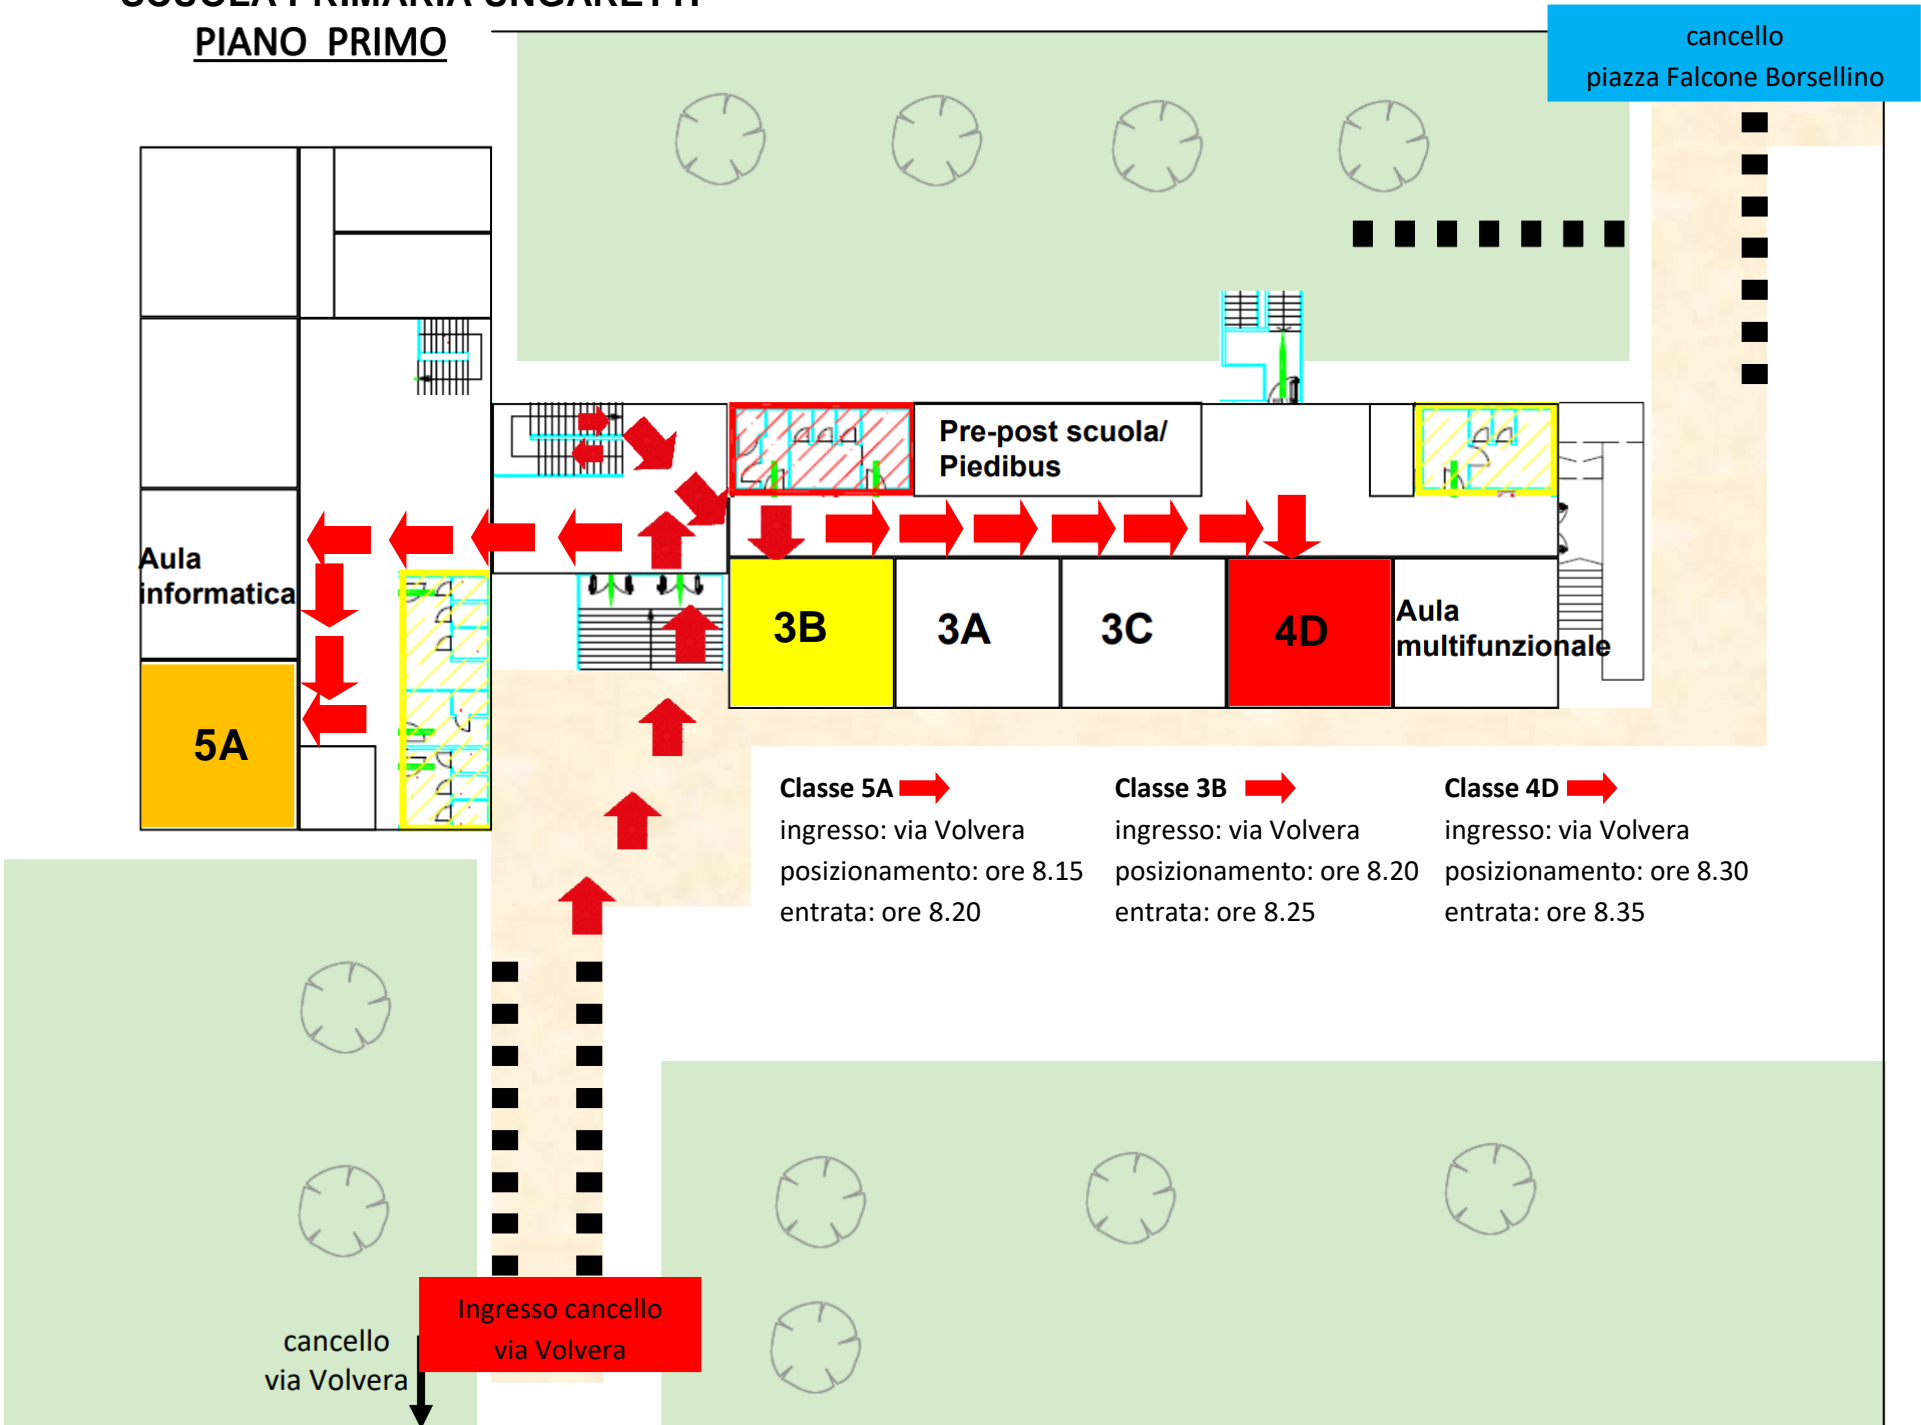 SCUOLA PRIMARIA UNGARETTI
PIANO PRIMO
cancello
piazza Falcone Borsellino
Pre-post scuola/
Piedibus
Aula
informatica
3B
3A
3C
4D
Aula
multifunzionale
5A
Classe 5A
ingresso: via Volvera
posizionamento: ore 8.15
entrata: ore 8.20
Classe 3B
ingresso: via Volvera
posizionamento: ore 8.20
entrata: ore 8.25
Classe 4D
ingresso: via Volvera
posizionamento: ore 8.30
entrata: ore 8.35
Ingresso cancello
via Volvera
cancello
via Volvera